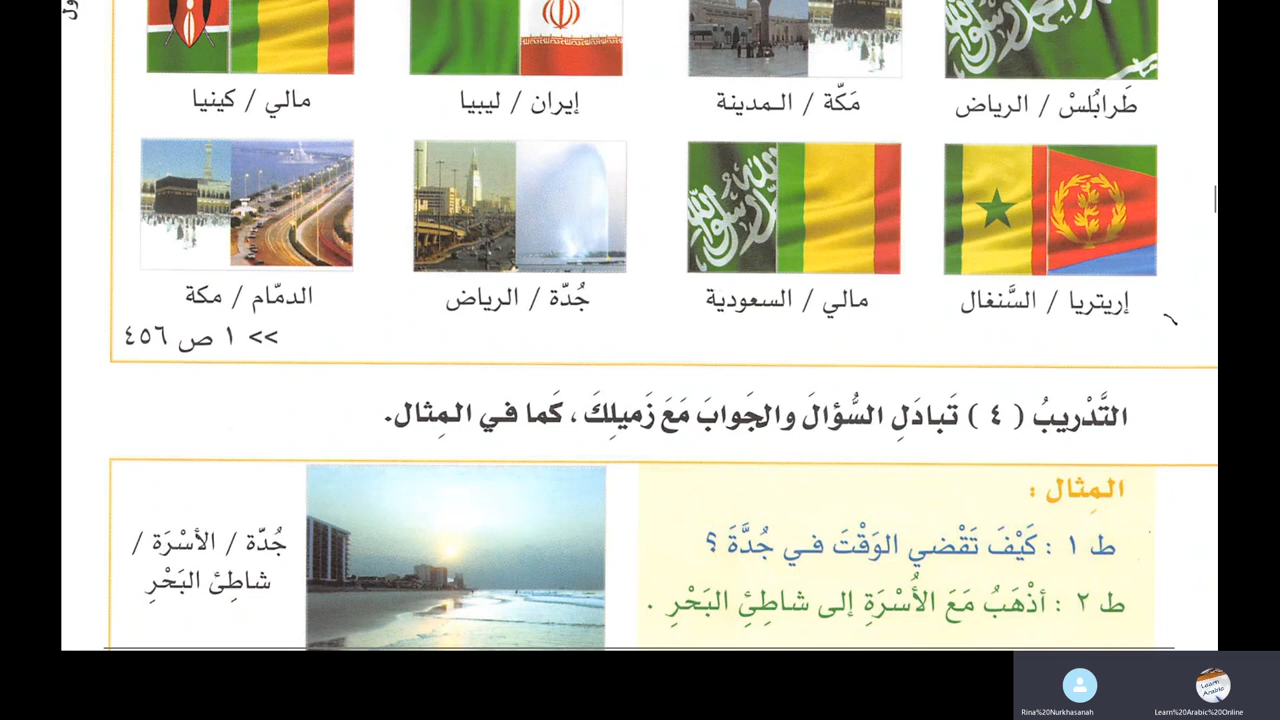 طَرابُلسْ / الرياض
مَكّة / الـمدينة
إيران / ليبيا
مالي / كينيا
إريتريا / السَّنغال
مالي / السعودية
جُدّة / الرياض
الدمّام / مكة
>> ١ ص ٤٥٦
التَّدْريبُ ( ٤ ) تَبادَلِ السُّؤالَ والجَوابَ مَعَ زَميلِكَ ، كَما في المِثال.
المِثال :
ط ١ : كَيْفَ تَقْضي الوَقْتَ في جُدَّةَ ؟
ط ٢ : أذْهَبُ مَعَ الأُسْرَةِ إلى شاطِئِ البَحْرِ .
جُدّة / الأسْرَة /
شاطِئ البَحْرِ
Rina%20Nurkhasanah
Learn%20Arabic%20Online